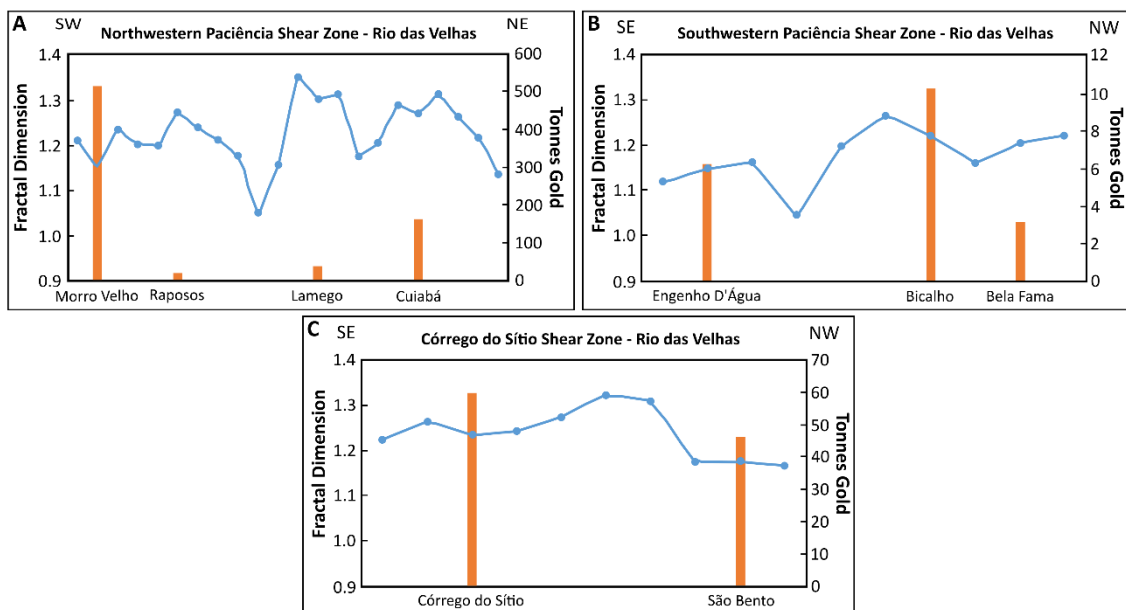 A
SW
NE
Northwestern Paciência Shear Zone - Rio das Velhas
Fractal Dimension
1.4
1.3
1.2
1.1
1.0
0.9
600
500
400
300
200
100
0
Tonnes Gold
Morro Velho
Raposos
Lamego
Cuiabá
B
SE
NW
Southwestern Paciência Shear Zone - Rio das Velhas
Fractal Dimension
1.4
1.3
1.2
1.1
1.0
0.9
12
10
8
6
4
2
0
Tonnes Gold
Engenho D'Água
Bicalho
Bela Fama
C
SE
NW
Córrego do Sítio Shear Zone - Rio das Velhas
Fractal Dimension
1.4
1.3
1.2
1.1
1.0
0.9
70
60
50
40
30
20
10
0
Tonnes Gold
Córrego do Sítio
São Bento